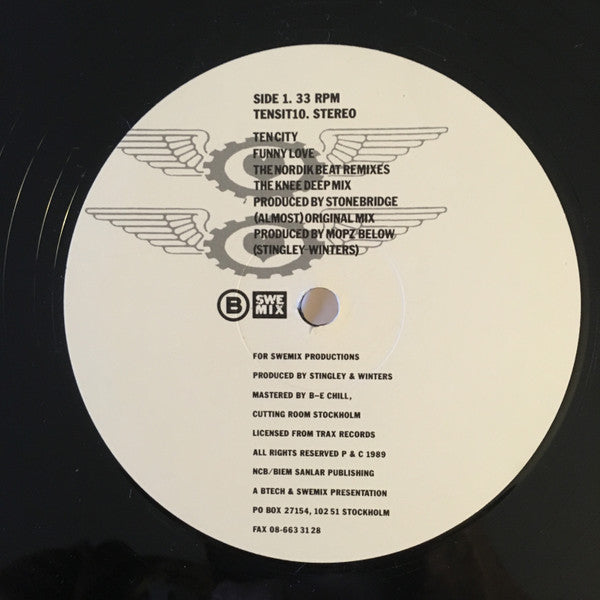 SIDE 1. 33 RPM
TENSIT10. STEREO
TEN CITY
FUNNY LOVE
THE NORDIK BEAT REMIXES
THE KNEE DEEP MIX
PRODUCED BY STONEBRIDGE
(ALMOST) ORIGINAL MIX
PRODUCED BY MOPZ BELOW
(STINGLEY-WINTERS)
B SWE
MIX
FOR SWEMIX PRODUCTIONS
PRODUCED BY STINGLEY & WINTERS
MASTERED BY B–E CHILL,
CUTTING ROOM STOCKHOLM
LICENSED FROM TRAX RECORDS
ALL RIGHTS RESERVED P & C 1989
NCB/BIEM SANLAR PUBLISHING
A BTECH & SWEMIX PRESENTATION
PO BOX 27154, 102 51 STOCKHOLM
FAX 08-663 31 28